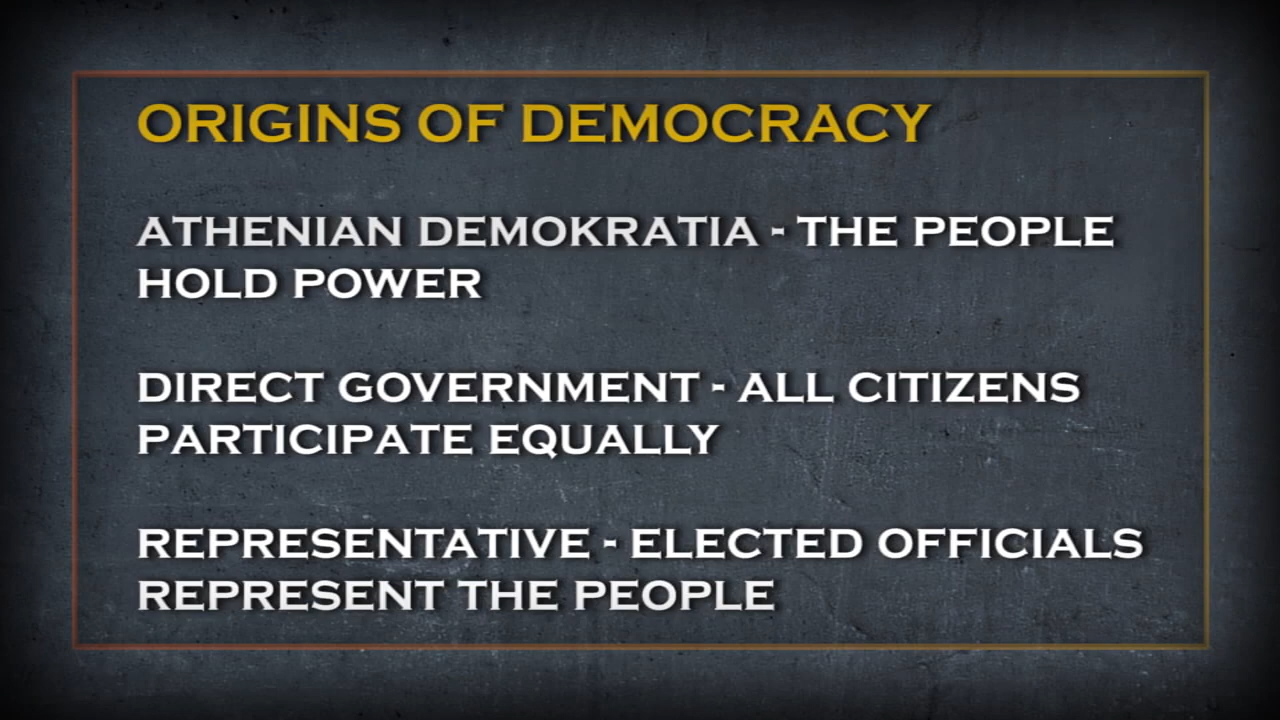 ORIGINS OF DEMOCRACY
ATHENIAN DEMOKRATIA - THE PEOPLE
HOLD POWER
DIRECT GOVERNMENT - ALL CITIZENS
PARTICIPATE EQUALLY
REPRESENTATIVE - ELECTED OFFICIALS
REPRESENT THE PEOPLE